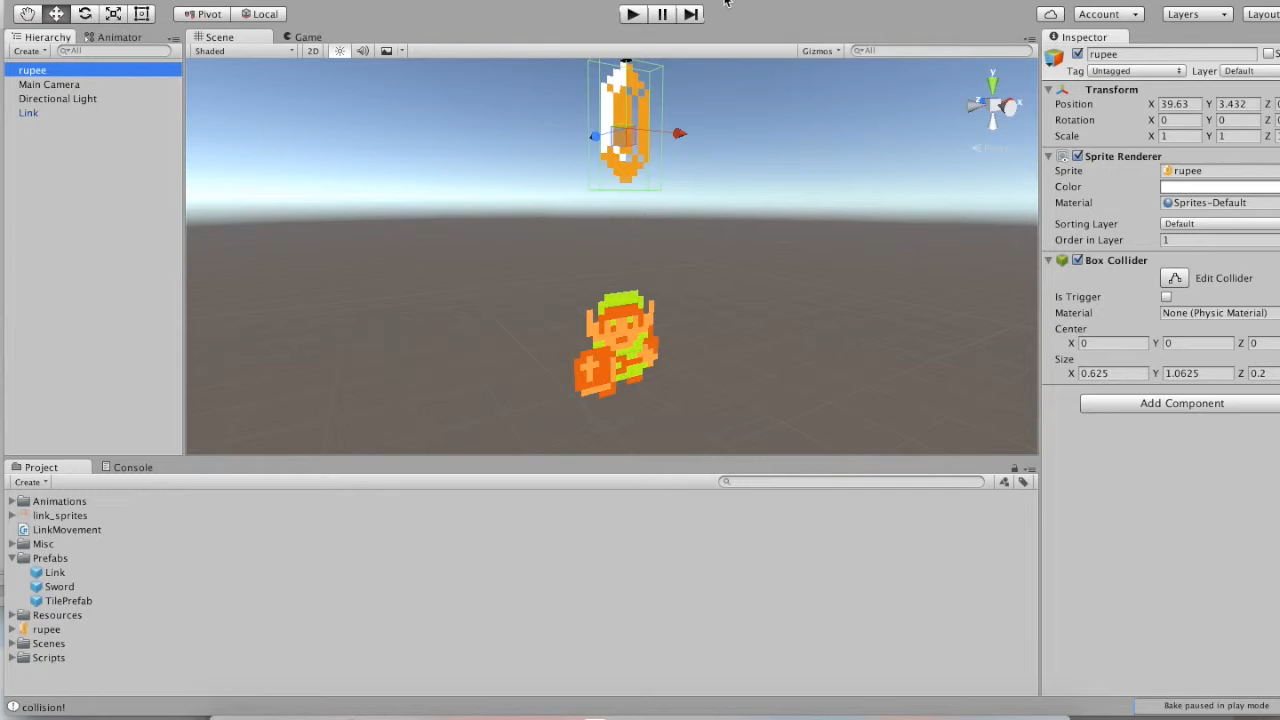 Pivot Local Account Layers Layou
Hierarchy Animator Scene Game Inspector
Create All Shaded 2D Gizmos All rupee S
rupee Tag Untagged Layer Default
Main Camera Transform
Directional Light Position X 39.63 Y 3.432 Z 0
Link Rotation X 0 Y 0 Z 0
Scale X 1 Y 1 Z 1
Sprite Renderer
Sprite rupee
Color
Material Sprites-Default
Sorting Layer Default
Order in Layer 1
Box Collider
Edit Collider
Is Trigger
Material None (Physic Material)
Center
X 0 Y 0 Z 0
Size
X 0.625 Y 1.0625 Z 0.2
Add Component
y
z x
Project Console
Create
Animations
link_sprites
LinkMovement
Misc
Prefabs
Link
Sword
TilePrefab
Resources
rupee
Scenes
Scripts
collision! Bake paused in play mode